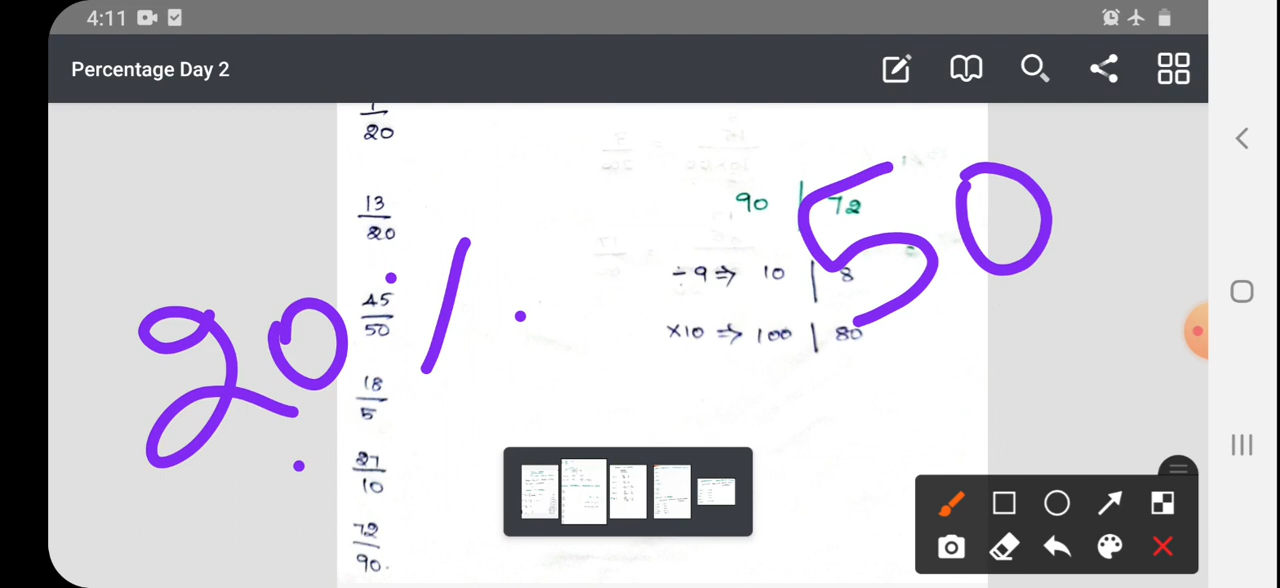 4:11
Percentage Day 2
1/20
13/20
45/50
18/5
27/10
72/90.
90 | 72
÷9 ⇒ 10 | 8
×10 ⇒ 100 | 80
20%
50